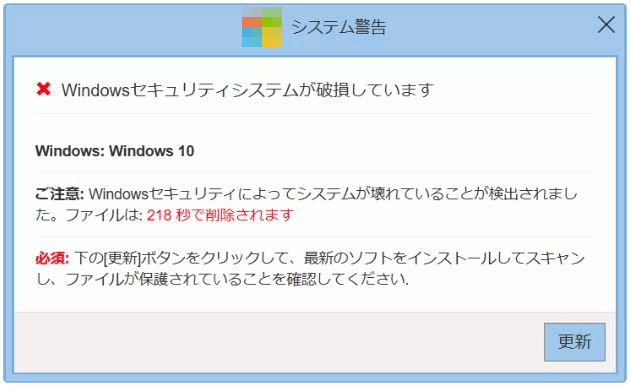 システム警告
Windowsセキュリティシステムが破損しています
Windows: Windows 10
ご注意: Windowsセキュリティによってシステムが壊れていることが検出されまし
た。ファイルは: 218 秒で削除されます
必須: 下の[更新]ボタンをクリックして、最新のソフトをインストールしてスキャン
し、ファイルが保護されていることを確認してください.
更新